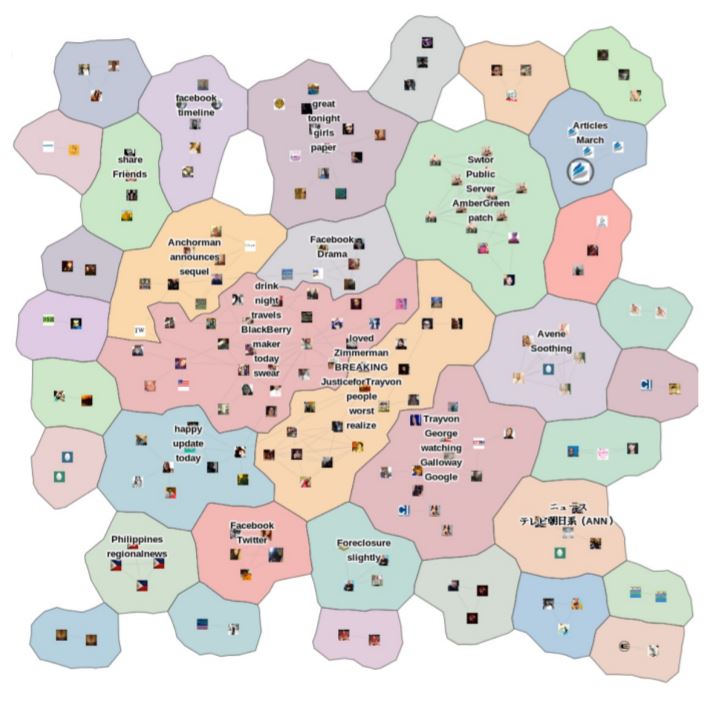 facebook
timeline
great
tonight
girls
paper
Articles
March
share
Friends
Swtor
Public
Server
AmberGreen
patch
Anchorman
announces
sequel
Facebook
Drama
drink
night
travels
BlackBerry
maker
today
swear
loved
Zimmerman
BREAKING
JusticeforTrayvon
people
worst
realize
Avene
Soothing
happy
update
today
Trayvon
George
watching
Galloway
Google
ニュース
テレビ朝日系 (ANN)
Philippines
regionalnews
Facebook
Twitter
Foreclosure
slightly